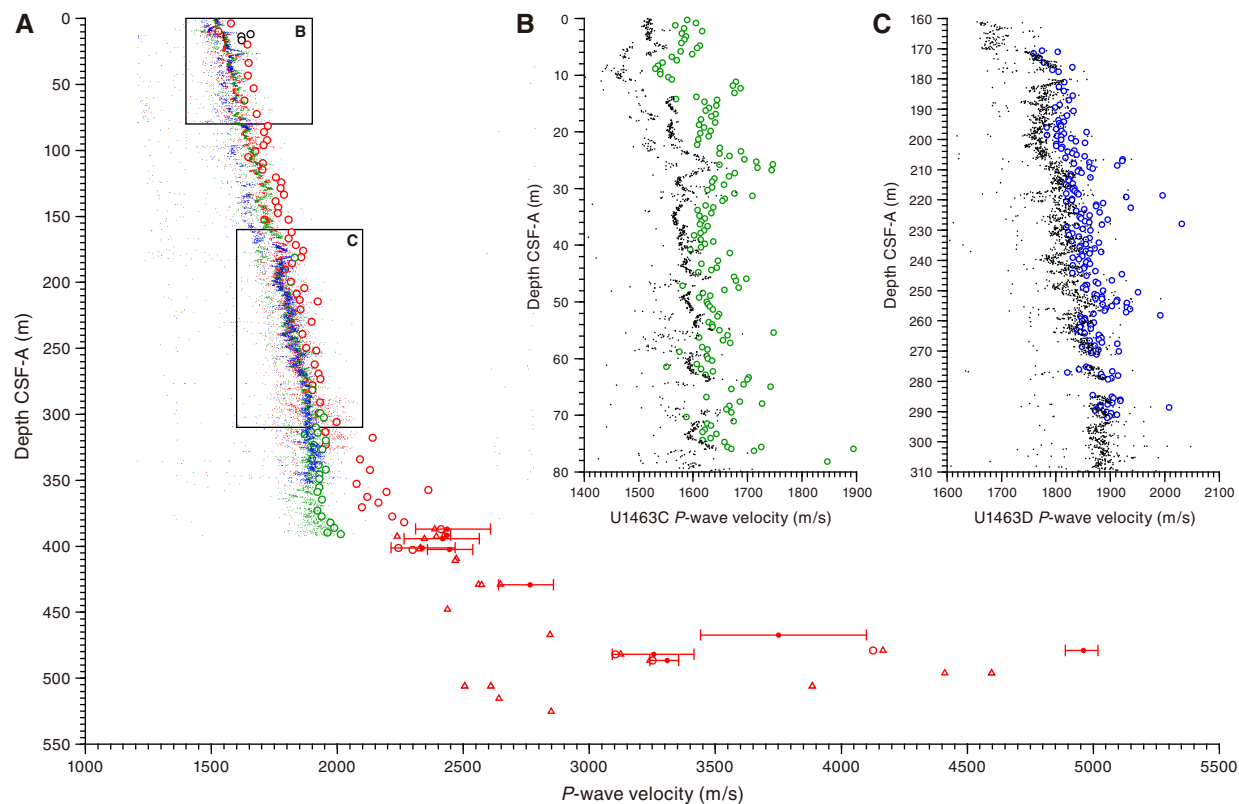 A
B
C
B
C
0
50
100
150
200
250
300
350
400
450
500
550
Depth CSF-A (m)
1000 1500 2000 2500 3000 3500 4000 4500 5000 5500
P-wave velocity (m/s)
0
10
20
30
40
50
60
70
80
Depth CSF-A (m)
1400 1500 1600 1700 1800 1900
U1463C P-wave velocity (m/s)
160
170
180
190
200
210
220
230
240
250
260
270
280
290
300
310
Depth CSF-A (m)
1600 1700 1800 1900 2000 2100
U1463D P-wave velocity (m/s)